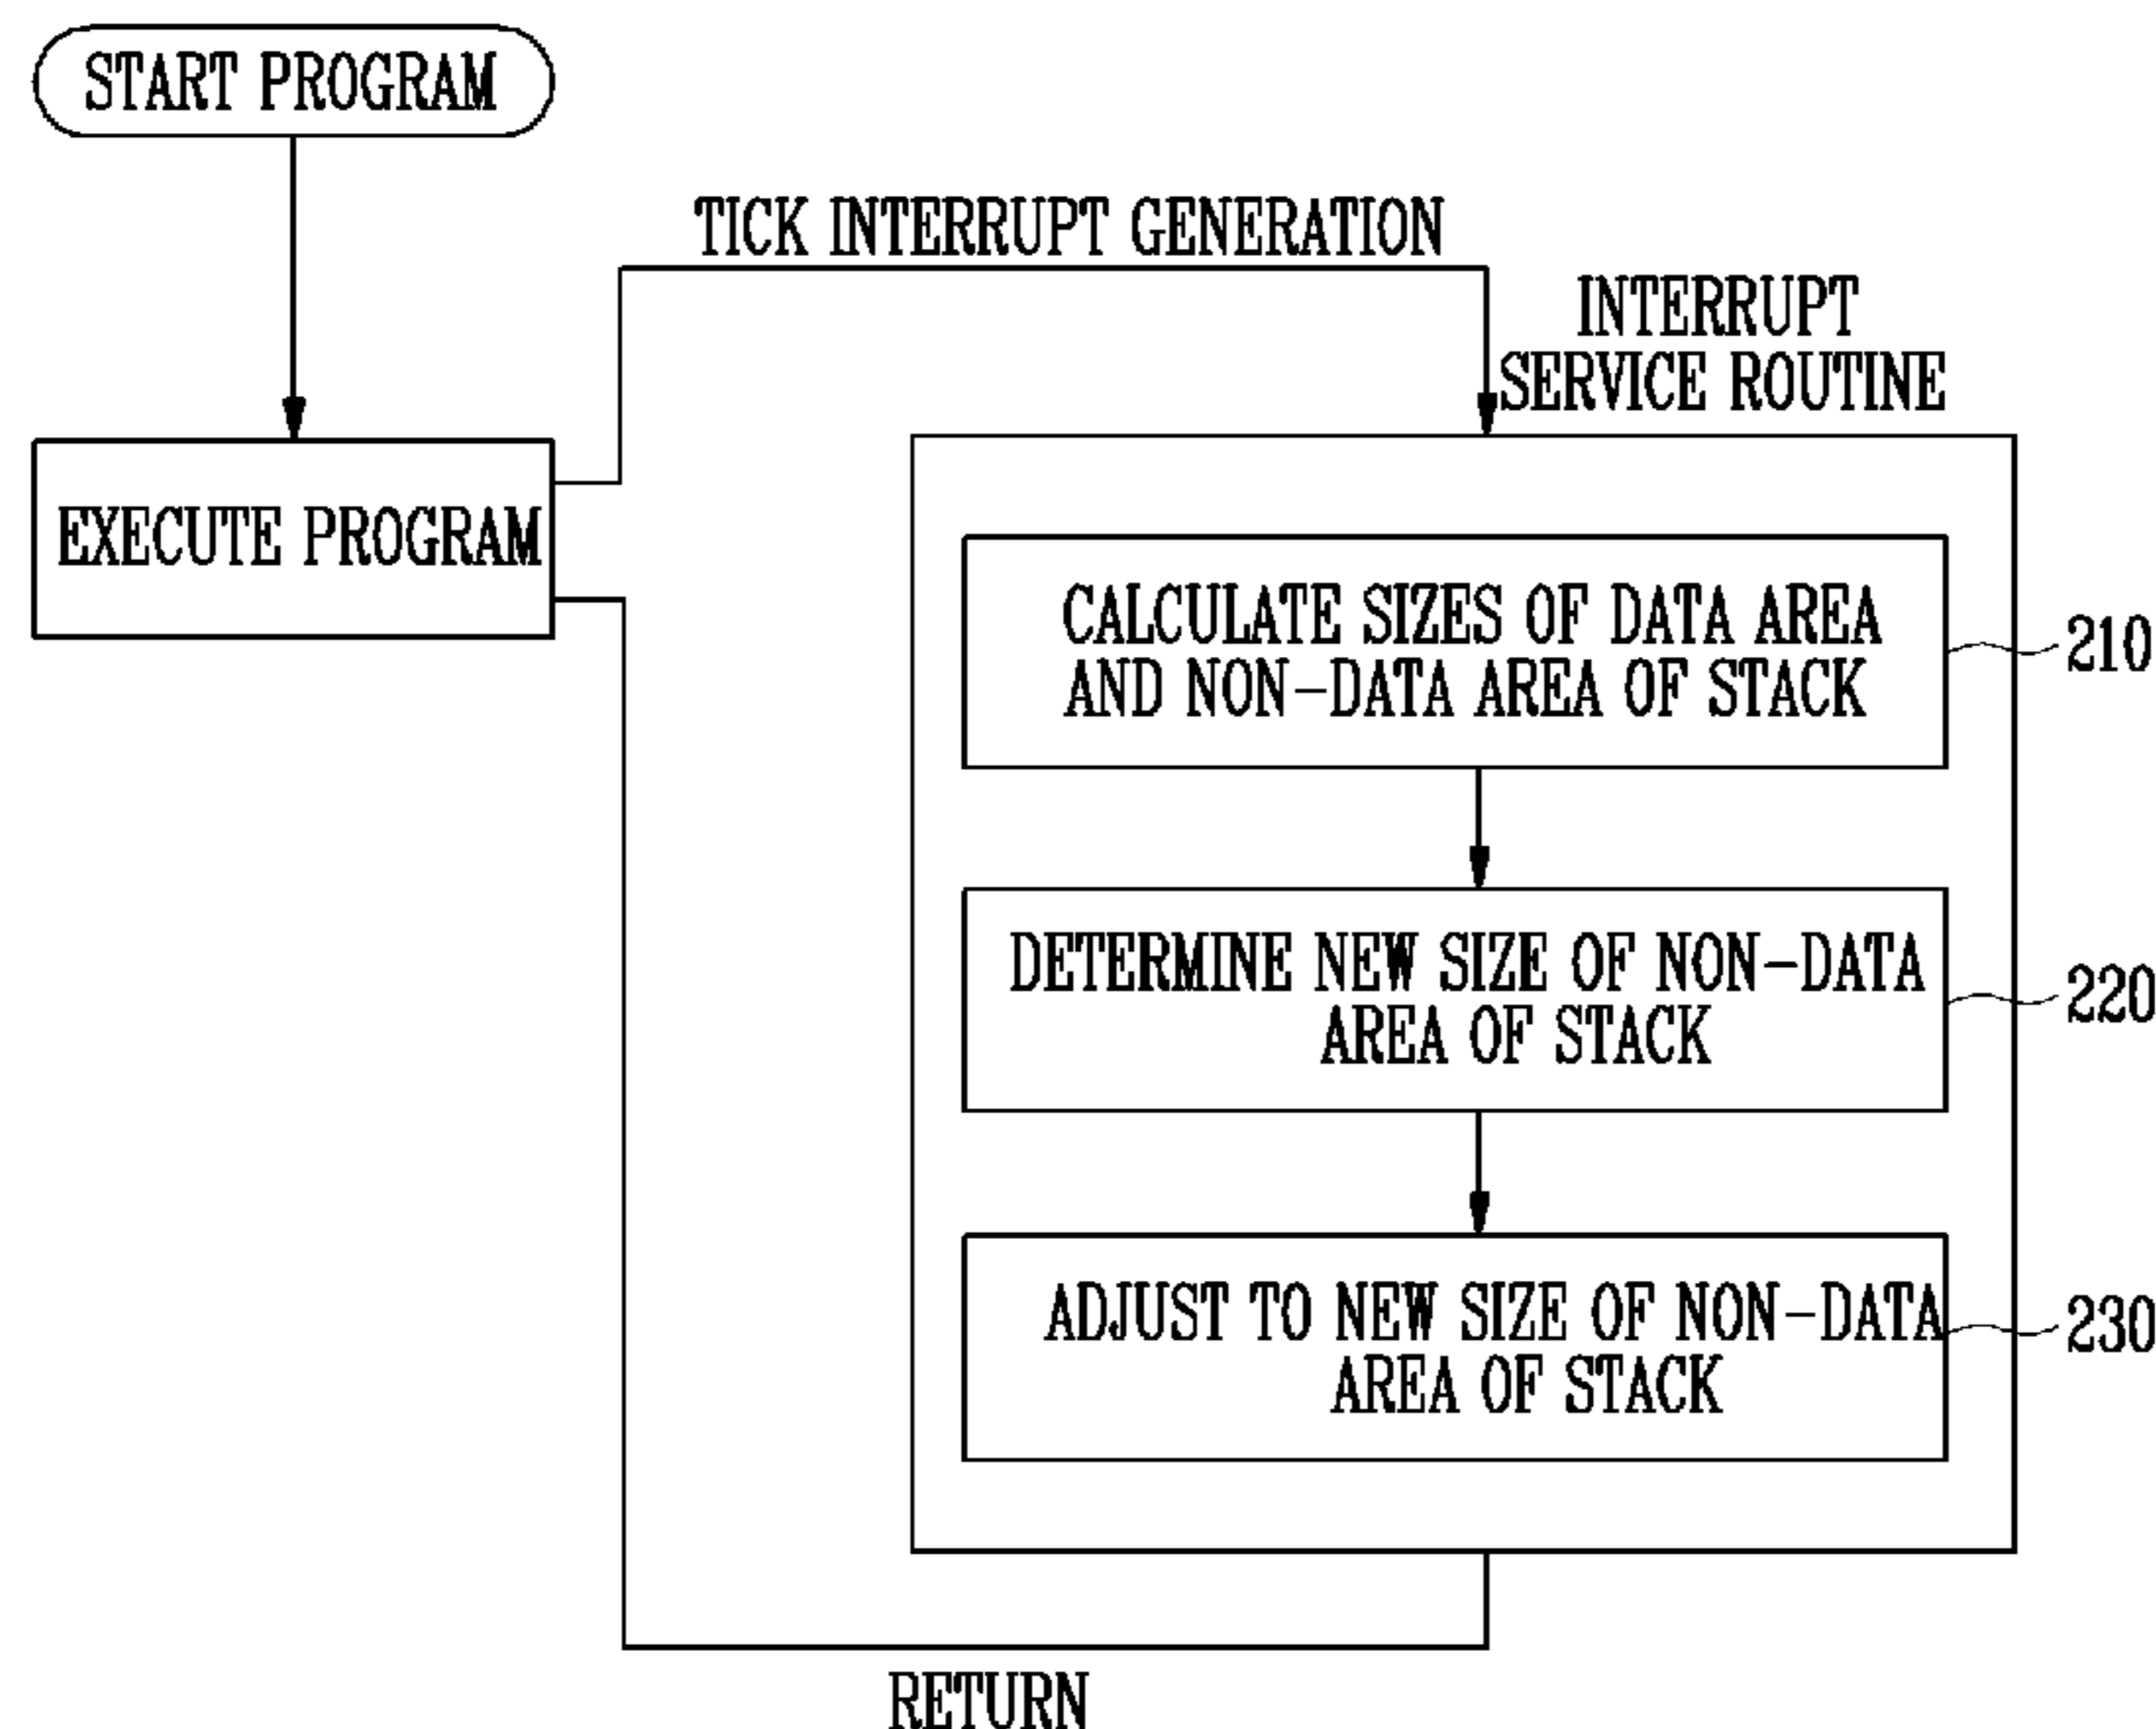 START PROGRAM
TICK INTERRUPT GENERATION
INTERRUPT
SERVICE ROUTINE
EXECUTE PROGRAM
CALCULATE SIZES OF DATA AREA
AND NON-DATA AREA OF STACK
210
DETERMINE NEW SIZE OF NON-DATA
AREA OF STACK
220
ADJUST TO NEW SIZE OF NON-DATA
AREA OF STACK
230
RETURN